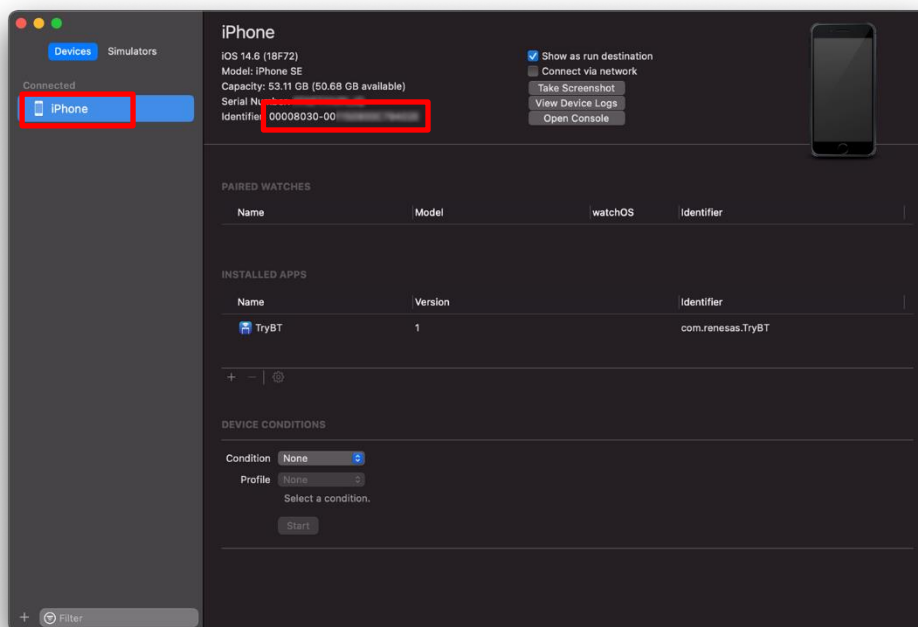 Devices Simulators
Connected
iPhone
iPhone
iOS 14.6 (18F72)
Model: iPhone SE
Capacity: 53.11 GB (50.68 GB available)
Serial Number:
Identifier: 00008030-00
Show as run destination
Connect via network
Take Screenshot
View Device Logs
Open Console
PAIRED WATCHES
Name Model watchOS Identifier
INSTALLED APPS
Name Version Identifier
TryBT 1 com.renesas.TryBT
DEVICE CONDITIONS
Condition None
Profile None
Select a condition.
Start
Filter